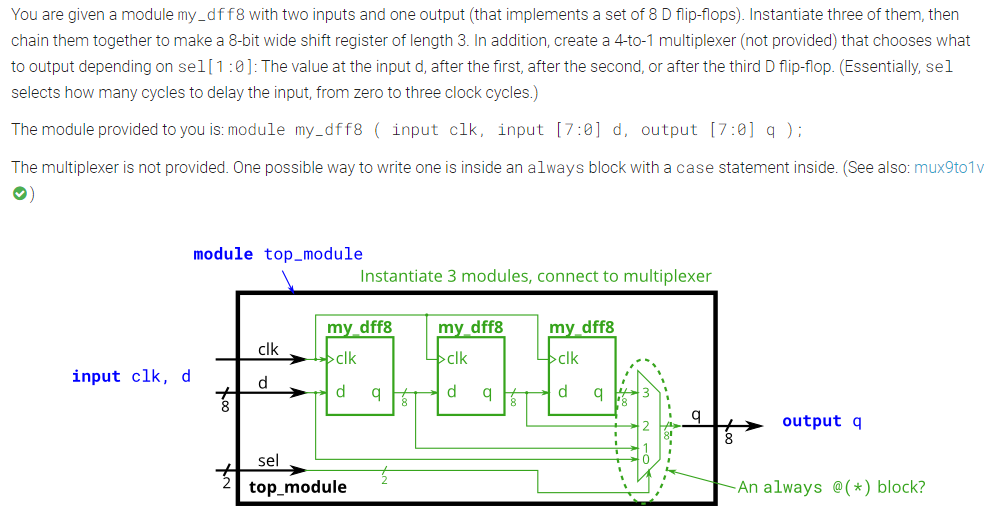 You are given a module my_dff8 with two inputs and one output (that implements a set of 8 D flip-flops). Instantiate three of them, then
chain them together to make a 8-bit wide shift register of length 3. In addition, create a 4-to-1 multiplexer (not provided) that chooses what
to output depending on sel[1:0]: The value at the input d, after the first, after the second, or after the third D flip-flop. (Essentially, sel
selects how many cycles to delay the input, from zero to three clock cycles.)
The module provided to you is: module my_dff8 ( input clk, input [7:0] d, output [7:0] q );
The multiplexer is not provided. One possible way to write one is inside an always block with a case statement inside. (See also: mux9to1v
)
module top_module
Instantiate 3 modules, connect to multiplexer
my_dff8 my_dff8 my_dff8
clk clk clk clk
input clk, d
d d q d q d q 3
8 8 8 8
q
output q
2 8 8
1
0
sel
2 top_module 2
An always @(*) block?